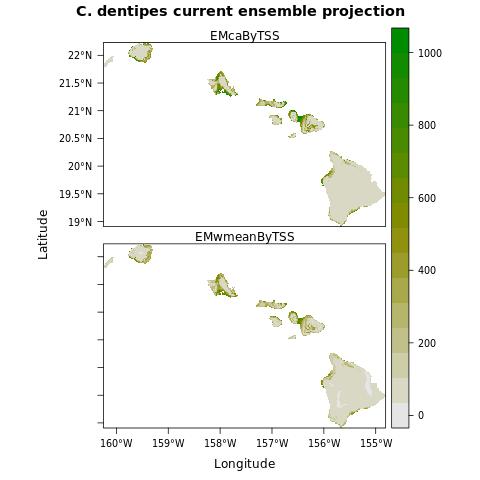 C. dentipes current ensemble projection
EMcaByTSS
22°N
21.5°N
21°N
20.5°N
20°N
19.5°N
19°N
Latitude
EMwmeanByTSS
160°W 159°W 158°W 157°W 156°W 155°W
Longitude
1000
800
600
400
200
0